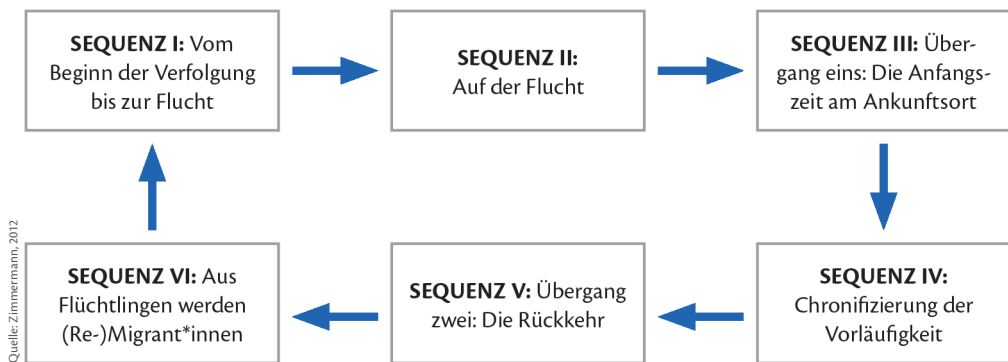 SEQUENZ I: Vom
Beginn der Verfolgung
bis zur Flucht
SEQUENZ II:
Auf der Flucht
SEQUENZ III: Über-
gang eins: Die Anfangs-
zeit am Ankunftsort
SEQUENZ IV:
Chronifizierung der
Vorläufigkeit
SEQUENZ V: Übergang
zwei: Die Rückkehr
SEQUENZ VI: Aus
Flüchtlingen werden
(Re-)Migrant*innen
Quelle: Zimmermann, 2012